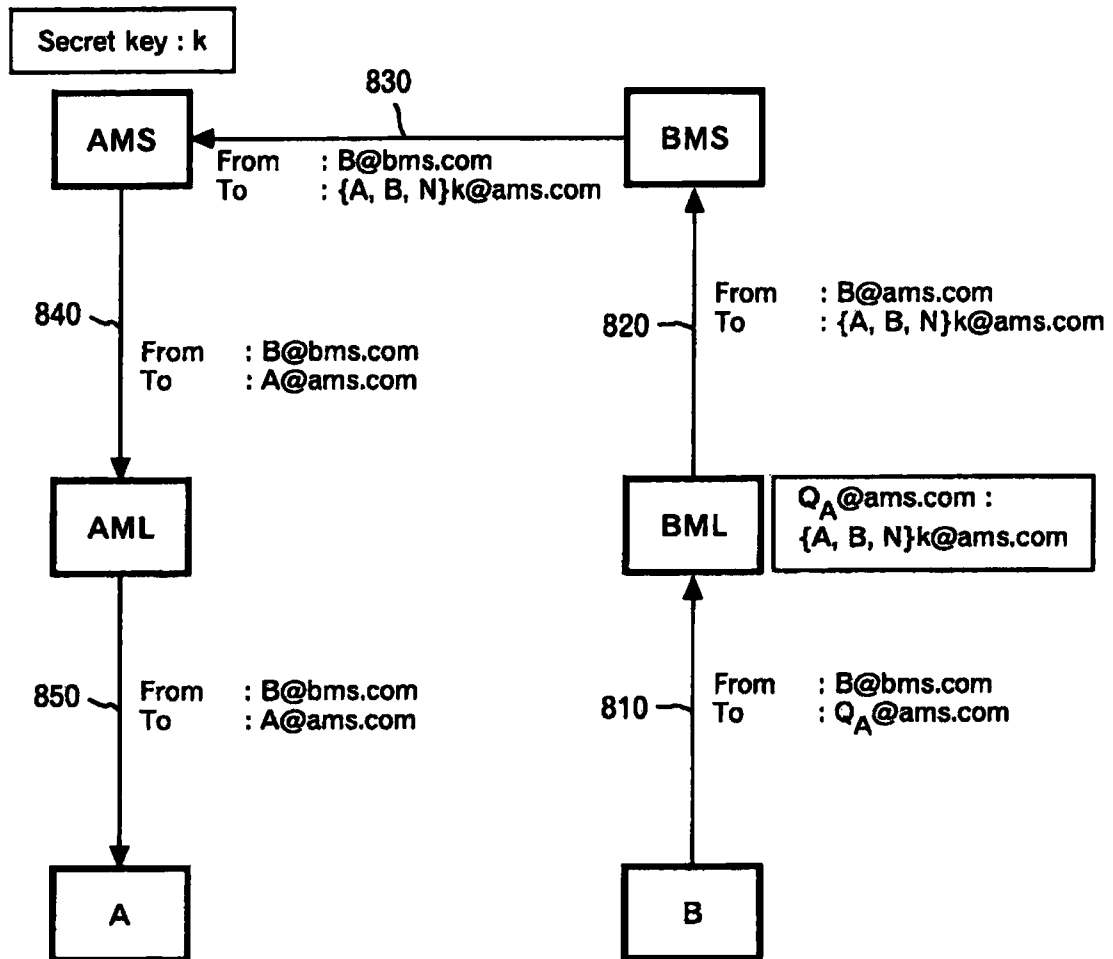 Secret key : k
830
AMS
BMS
From : B@bms.com
To : {A, B, N}k@ams.com
840
From : B@bms.com
To : A@ams.com
820
From : B@ams.com
To : {A, B, N}k@ams.com
AML
BML
Q_A@ams.com :
{A, B, N}k@ams.com
850
From : B@bms.com
To : A@ams.com
810
From : B@bms.com
To : Q_A@ams.com
A
B